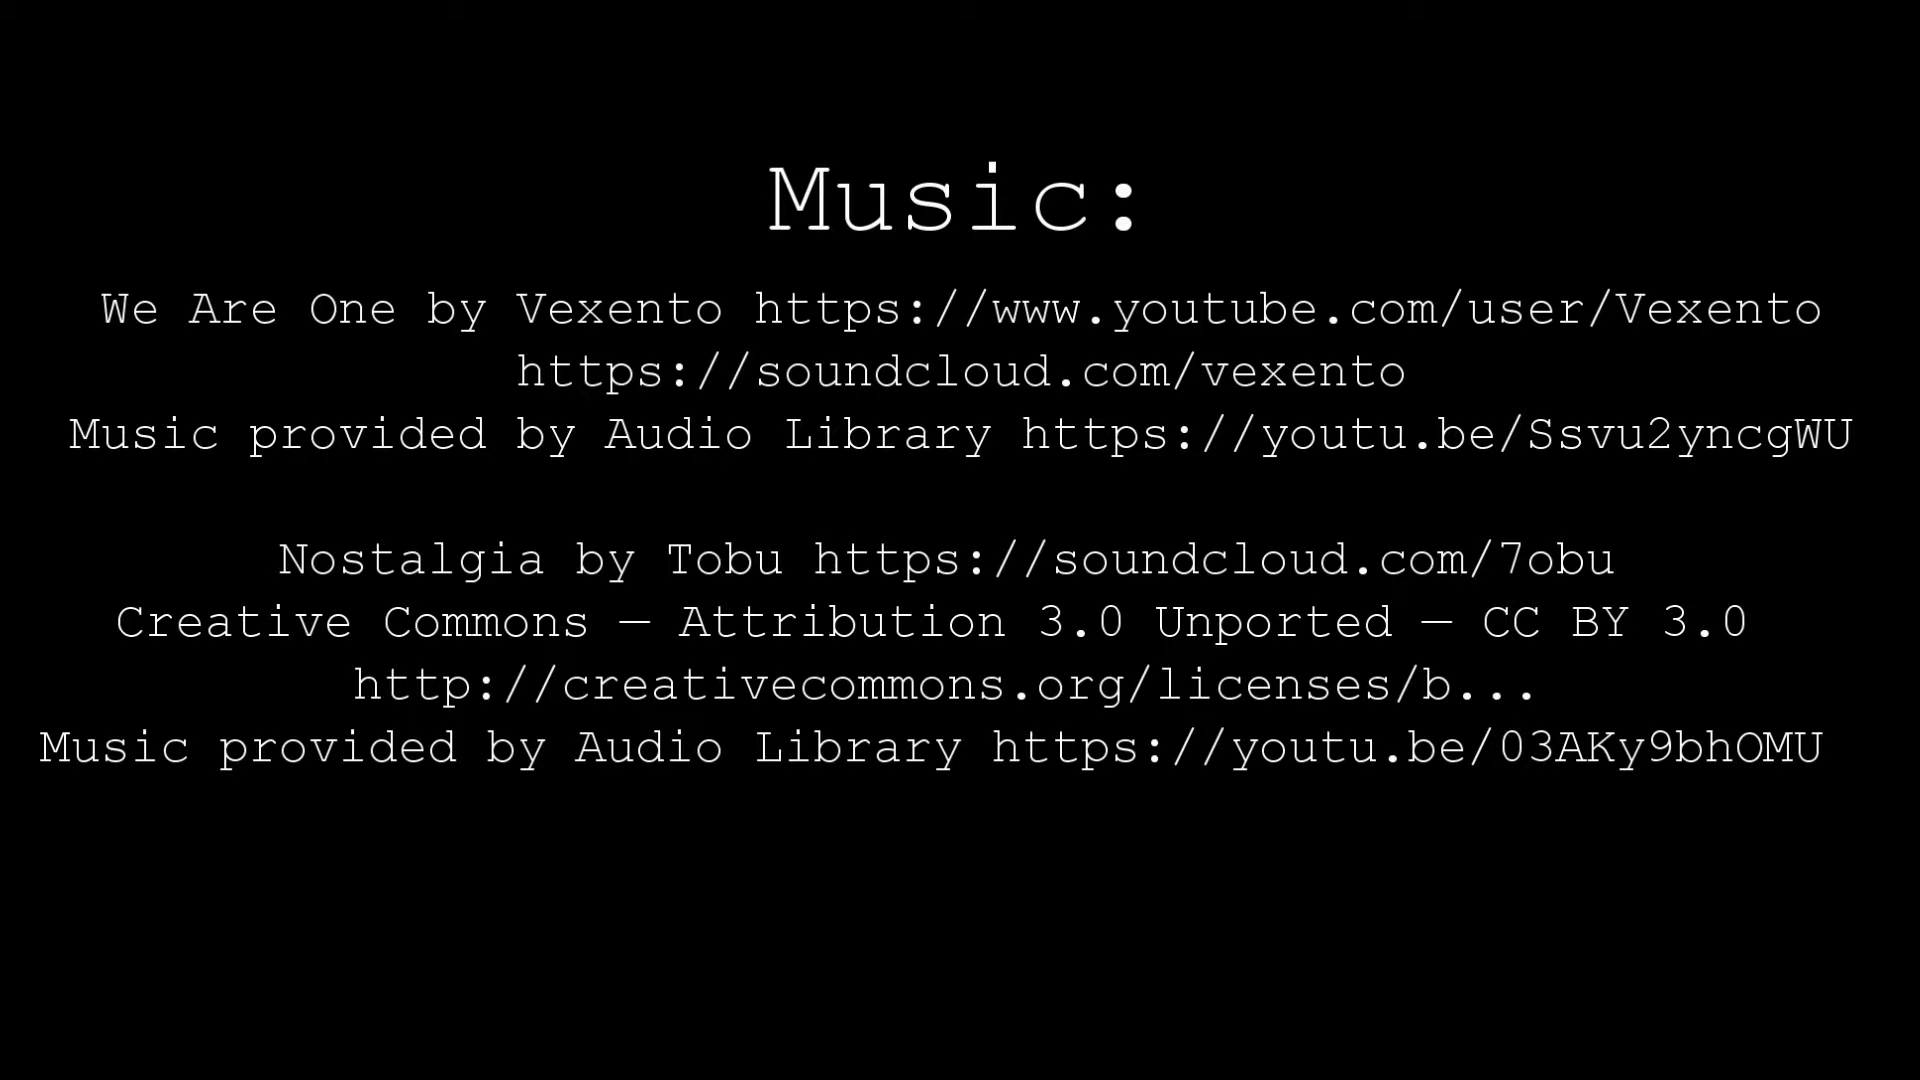 Music:
We Are One by Vexento https://www.youtube.com/user/Vexento
https://soundcloud.com/vexento
Music provided by Audio Library https://youtu.be/Ssvu2yncgWU
Nostalgia by Tobu https://soundcloud.com/7obu
Creative Commons — Attribution 3.0 Unported — CC BY 3.0
http://creativecommons.org/licenses/b...
Music provided by Audio Library https://youtu.be/03AKy9bhOMU